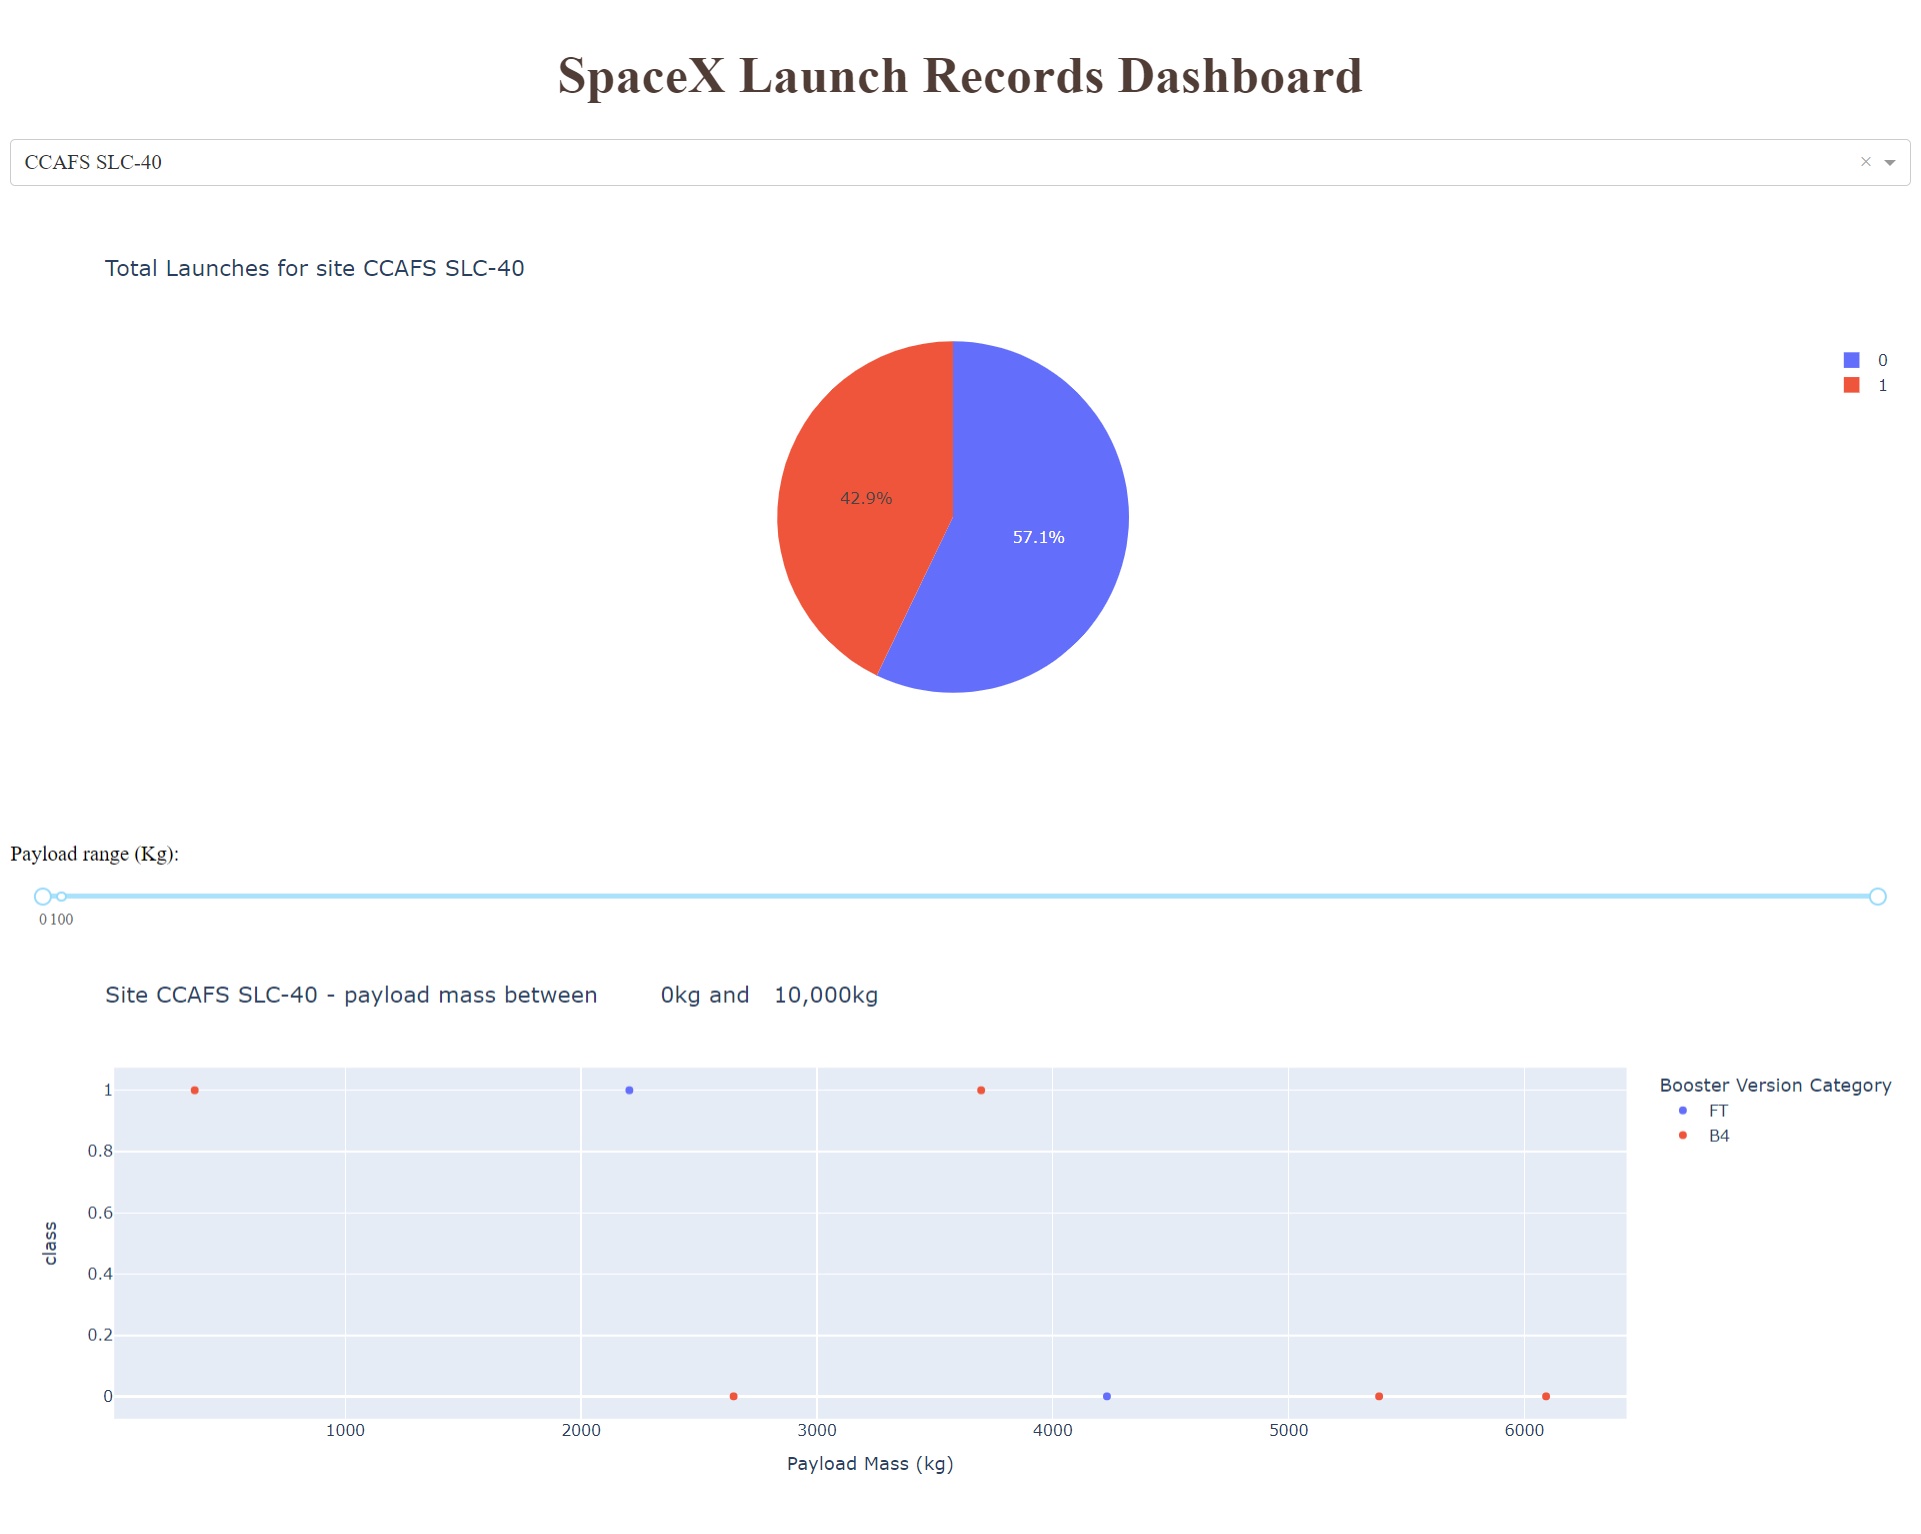 SpaceX Launch Records Dashboard
CCAFS SLC-40
× 
Total Launches for site CCAFS SLC-40
0
1
42.9%
57.1%
Payload range (Kg):
0 100
Site CCAFS SLC-40 - payload mass between 0kg and 10,000kg
Booster Version Category
FT
B4
1
0.8
0.6
0.4
0.2
0
class
1000 2000 3000 4000 5000 6000
Payload Mass (kg)